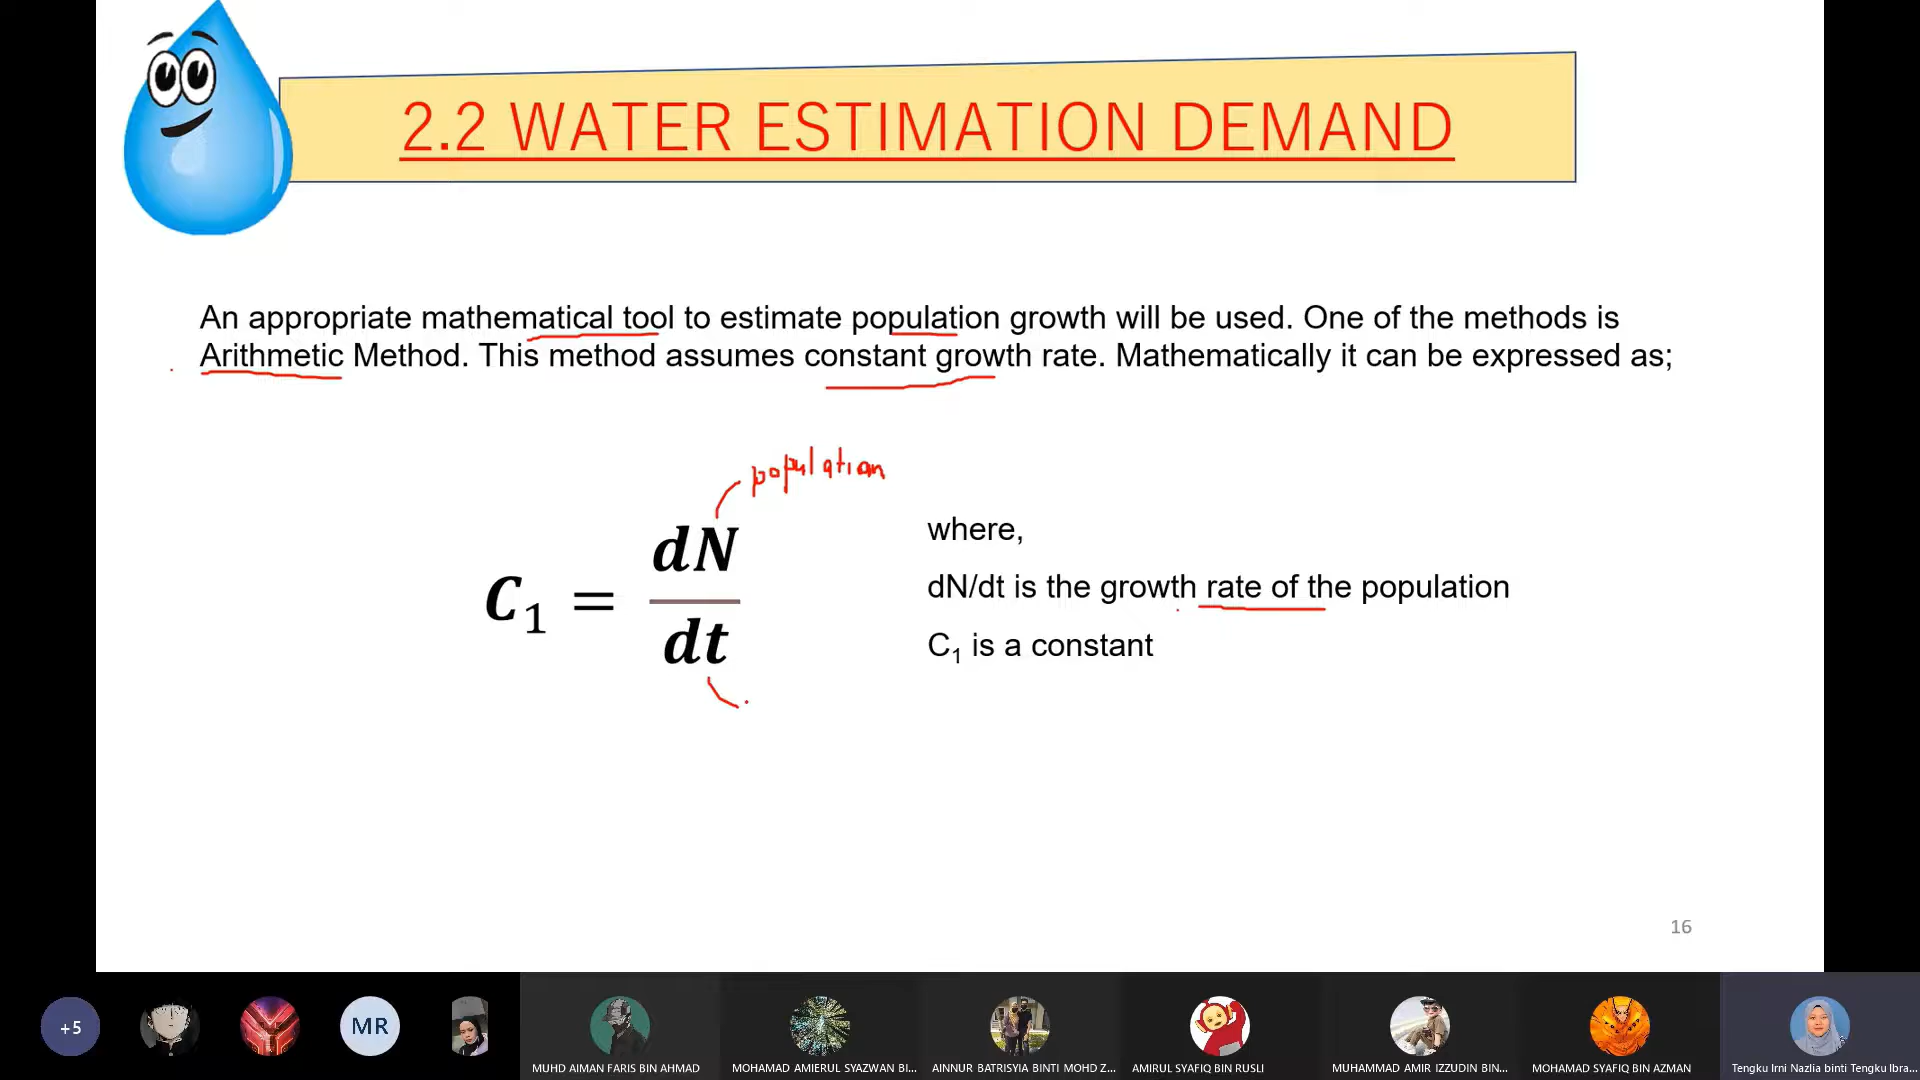 2.2 WATER ESTIMATION DEMAND
An appropriate mathematical tool to estimate population growth will be used. One of the methods is
Arithmetic Method. This method assumes constant growth rate. Mathematically it can be expressed as;
population
C₁ = dN/dt
where,
dN/dt is the growth rate of the population
C₁ is a constant
16
+5
MR
MUHD AIMAN FARIS BIN AHMAD
MOHAMAD AMIERUL SYAZWAN BI...
AINNUR BATRISYIA BINTI MOHD Z...
AMIRUL SYAFIQ BIN RUSLI
MUHAMMAD AMIR IZZUDIN BIN...
MOHAMAD SYAFIQ BIN AZMAN
Tengku Irni Nazlia binti Tengku Ibra...